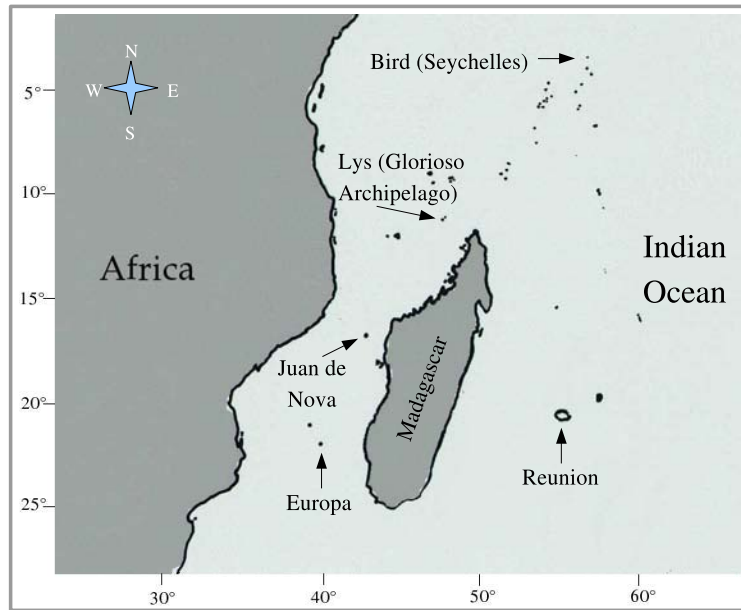 N
Bird (Seychelles)
5°
W
E
S
Lys (Glorioso
Archipelago)
10°
Indian
Ocean
Africa
15°
Juan de
Nova
Madagascar
20°
Reunion
Europa
25°
30°
40°
50°
60°